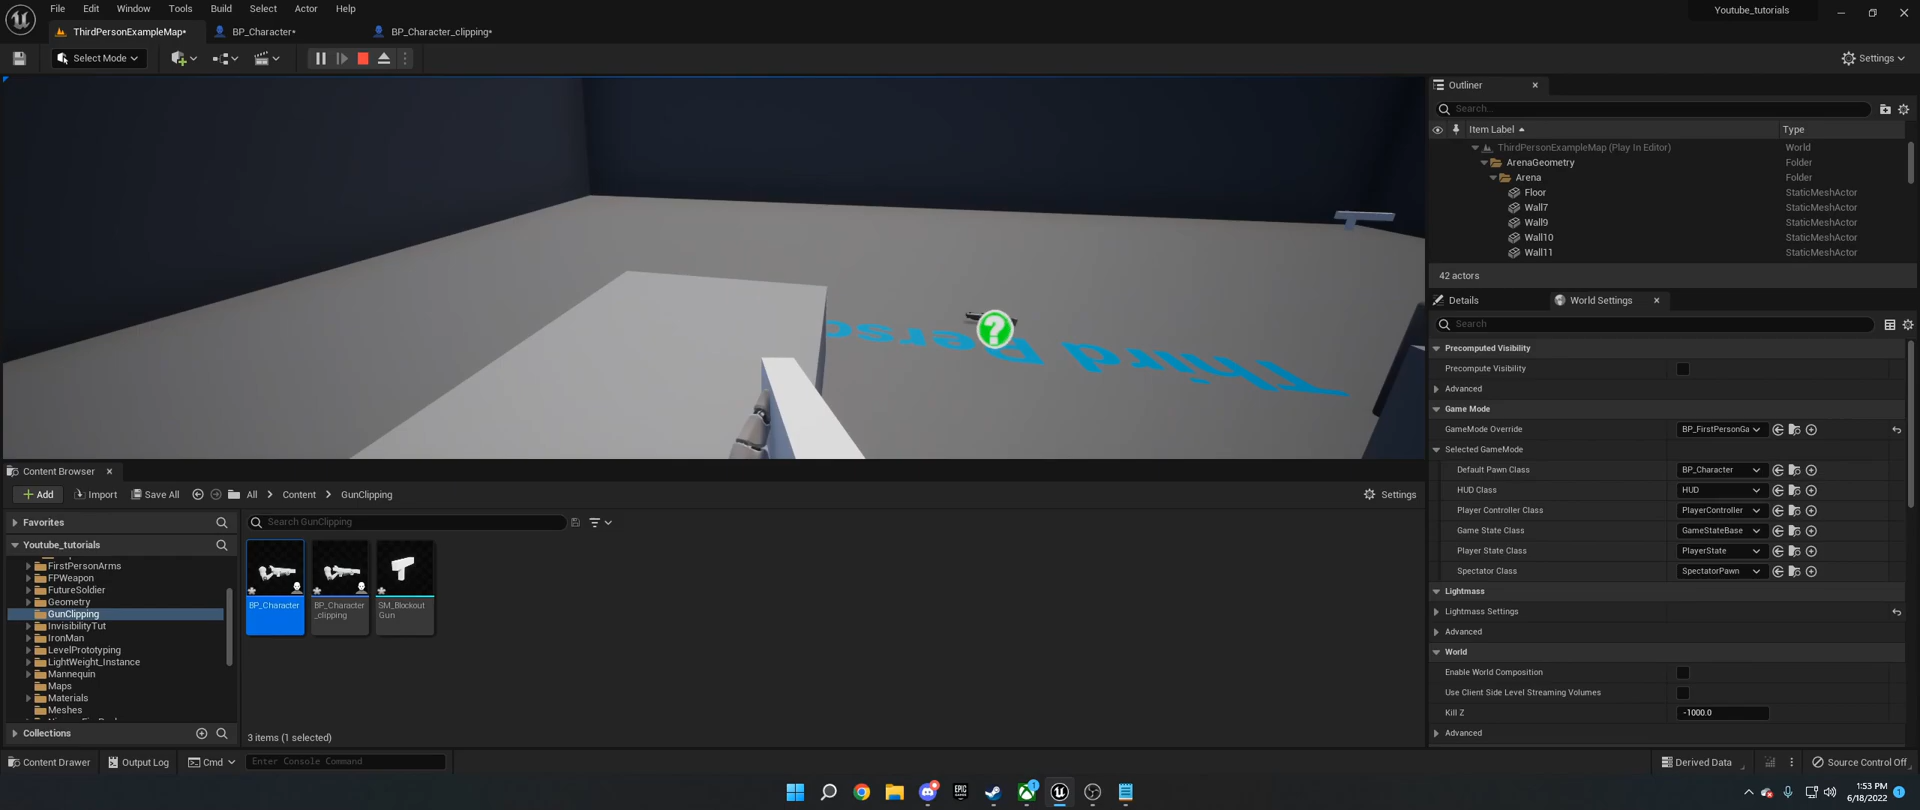 File Edit Window Tools Build Select Actor Help
Youtube_tutorials
ThirdPersonExampleMap* BP_Character* BP_Character_clipping*
Select Mode
Settings
Third Perso
Outliner
Search...
Item Label Type
ThirdPersonExampleMap (Play In Editor) World
ArenaGeometry Folder
Arena Folder
Floor StaticMeshActor
Wall7 StaticMeshActor
Wall9 StaticMeshActor
Wall10 StaticMeshActor
Wall11 StaticMeshActor
42 actors
Details World Settings
Search
Precomputed Visibility
Precompute Visibility
Advanced
Game Mode
GameMode Override BP_FirstPersonGa
Selected GameMode
Default Pawn Class BP_Character
HUD Class HUD
Player Controller Class PlayerController
Game State Class GameStateBase
Player State Class PlayerState
Spectator Class SpectatorPawn
Lightmass
Lightmass Settings
Advanced
World
Enable World Composition
Use Client Side Level Streaming Volumes
Kill Z -1000.0
Advanced
Content Browser
Add Import Save All All Content GunClipping Settings
Favorites
Youtube_tutorials
FirstPersonArms
FPWeapon
FutureSoldier
Geometry
GunClipping
InvisibilityTut
IronMan
LevelPrototyping
LightWeight_Instance
Mannequin
Maps
Materials
Meshes
Collections
Search GunClipping
BP_Character
BP_Character
_clipping
SM_Blockout
Gun
3 items (1 selected)
Content Drawer Output Log Cmd Enter Console Command Derived Data Source Control Off
EPIC
1:53 PM
6/18/2022